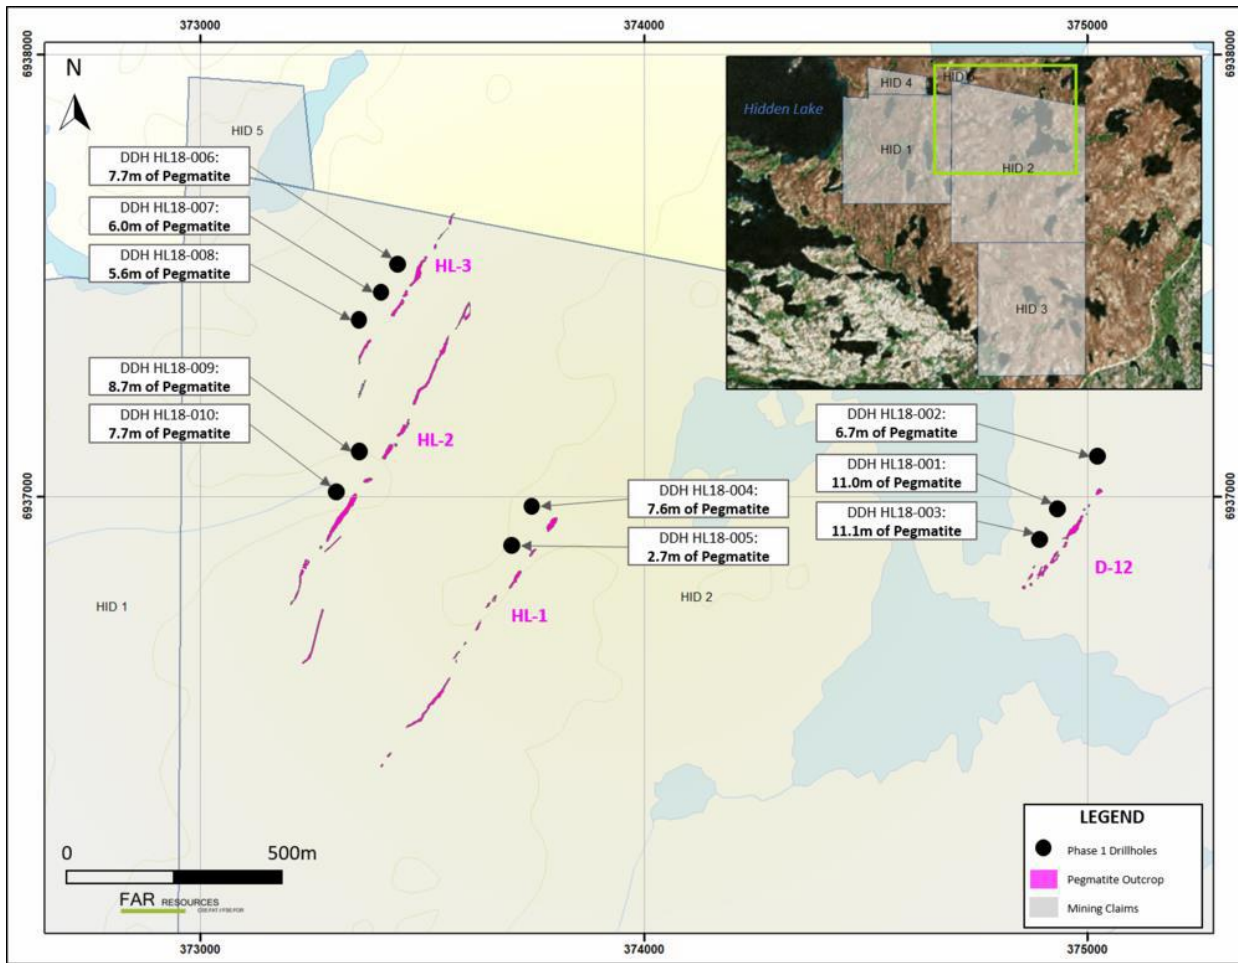 373000
374000
375000
6938000
6938000
N
HID 5
DDH HL18-006:
7.7m of Pegmatite
DDH HL18-007:
6.0m of Pegmatite
DDH HL18-008:
5.6m of Pegmatite
HL-3
Hidden Lake
HID 4
HID 1
HID 2
HID 3
DDH HL18-009:
8.7m of Pegmatite
DDH HL18-010:
7.7m of Pegmatite
HL-2
DDH HL18-002:
6.7m of Pegmatite
DDH HL18-001:
11.0m of Pegmatite
DDH HL18-003:
11.1m of Pegmatite
D-12
6937000
6937000
DDH HL18-004:
7.6m of Pegmatite
DDH HL18-005:
2.7m of Pegmatite
HID 1
HL-1
HID 2
0 500m
FAR RESOURCES
LEGEND
Phase 1 Drillholes
Pegmatite Outcrop
Mining Claims
373000
374000
375000